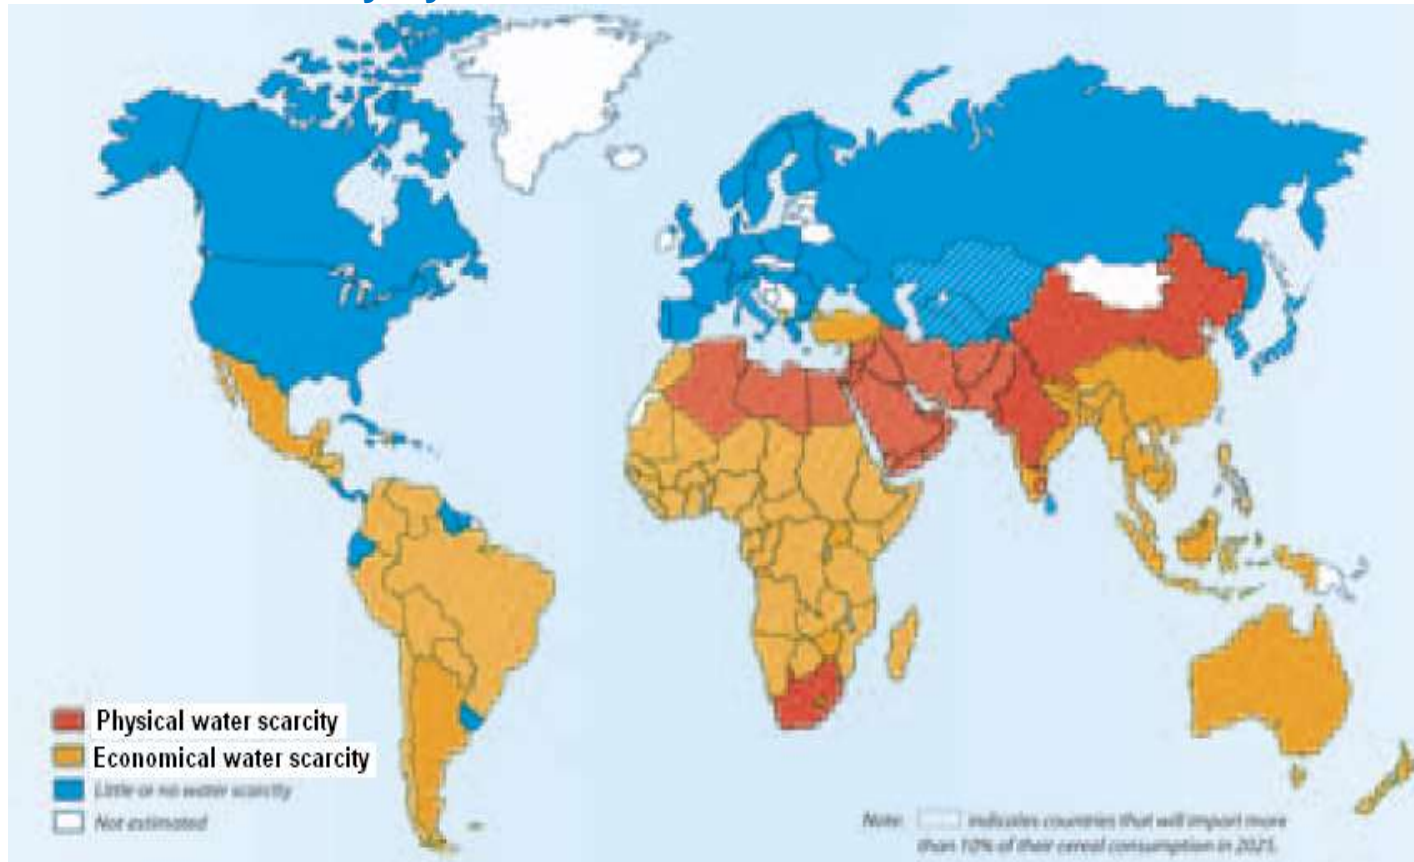 Physical water scarcity
Economical water scarcity
Little or no water scarcity
Not estimated
Note: indicates countries that will import more
than 10% of their cereal consumption in 2025.